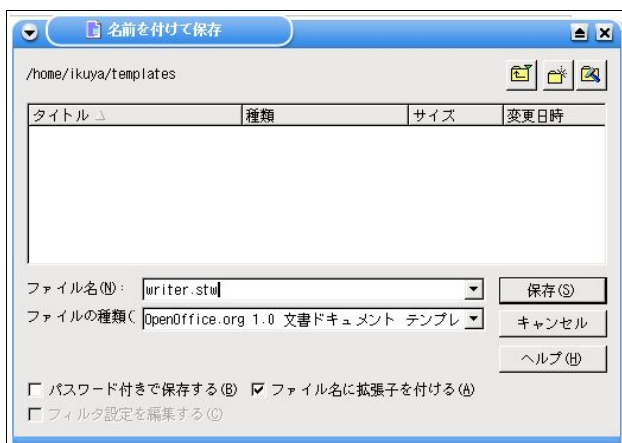 名前を付けて保存
/home/ikuya/templates
タイトル 種類 サイズ 変更日時
ファイル名(N): writer.stw 保存(S)
ファイルの種類( OpenOffice.org 1.0 文書ドキュメント テンプレ キャンセル
ヘルプ(H)
パスワード付きで保存する(B) ファイル名に拡張子を付ける(A)
フィルタ設定を編集する(C)